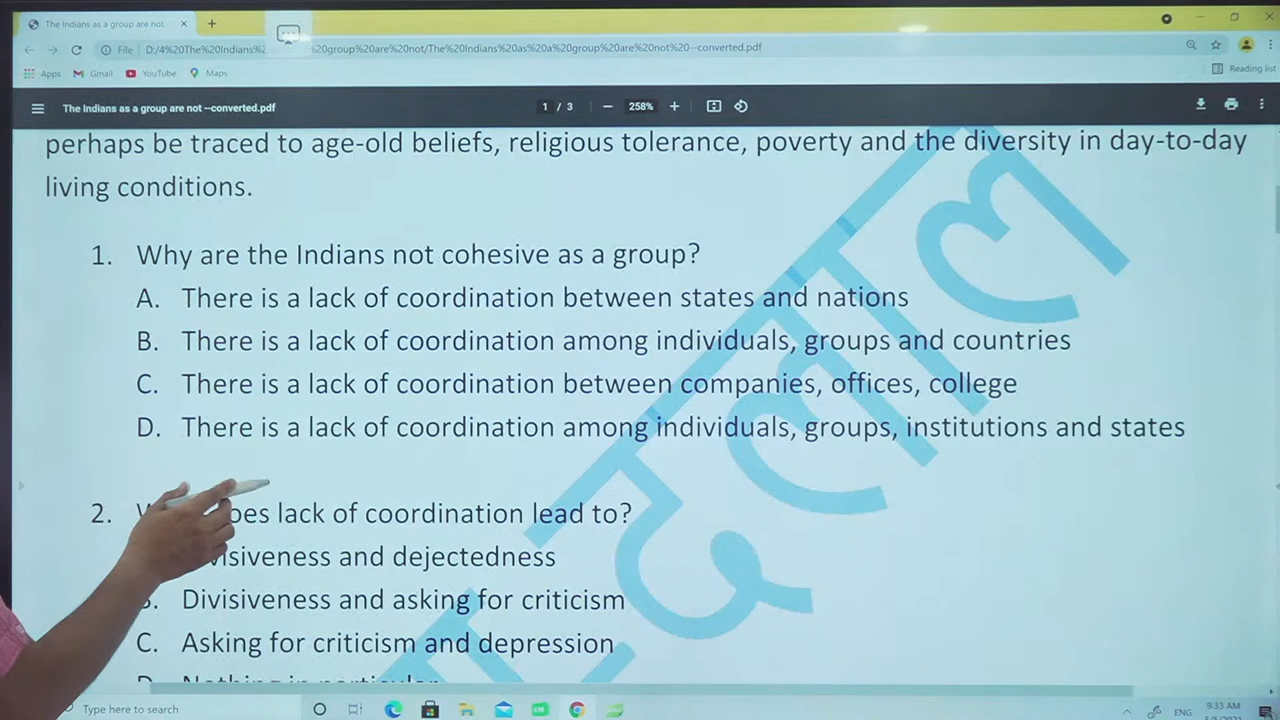 The Indians as a group are not
File D:/4%20The%20Indians% %20group%20are%20not/The%20Indians%20as%20a%20group%20are%20not%20--converted.pdf
Apps Gmail YouTube Maps Reading list
The Indians as a group are not --converted.pdf 1 / 3 258%
perhaps be traced to age-old beliefs, religious tolerance, poverty and the diversity in day-to-day
living conditions.
1. Why are the Indians not cohesive as a group?
A. There is a lack of coordination between states and nations
B. There is a lack of coordination among individuals, groups and countries
C. There is a lack of coordination between companies, offices, college
D. There is a lack of coordination among individuals, groups, institutions and states
2. lack of coordination lead to?
and dejectedness
B. Divisiveness and asking for criticism
C. Asking for criticism and depression
D. Nothing in particular
दलाल
Type here to search ENG 9:33 AM